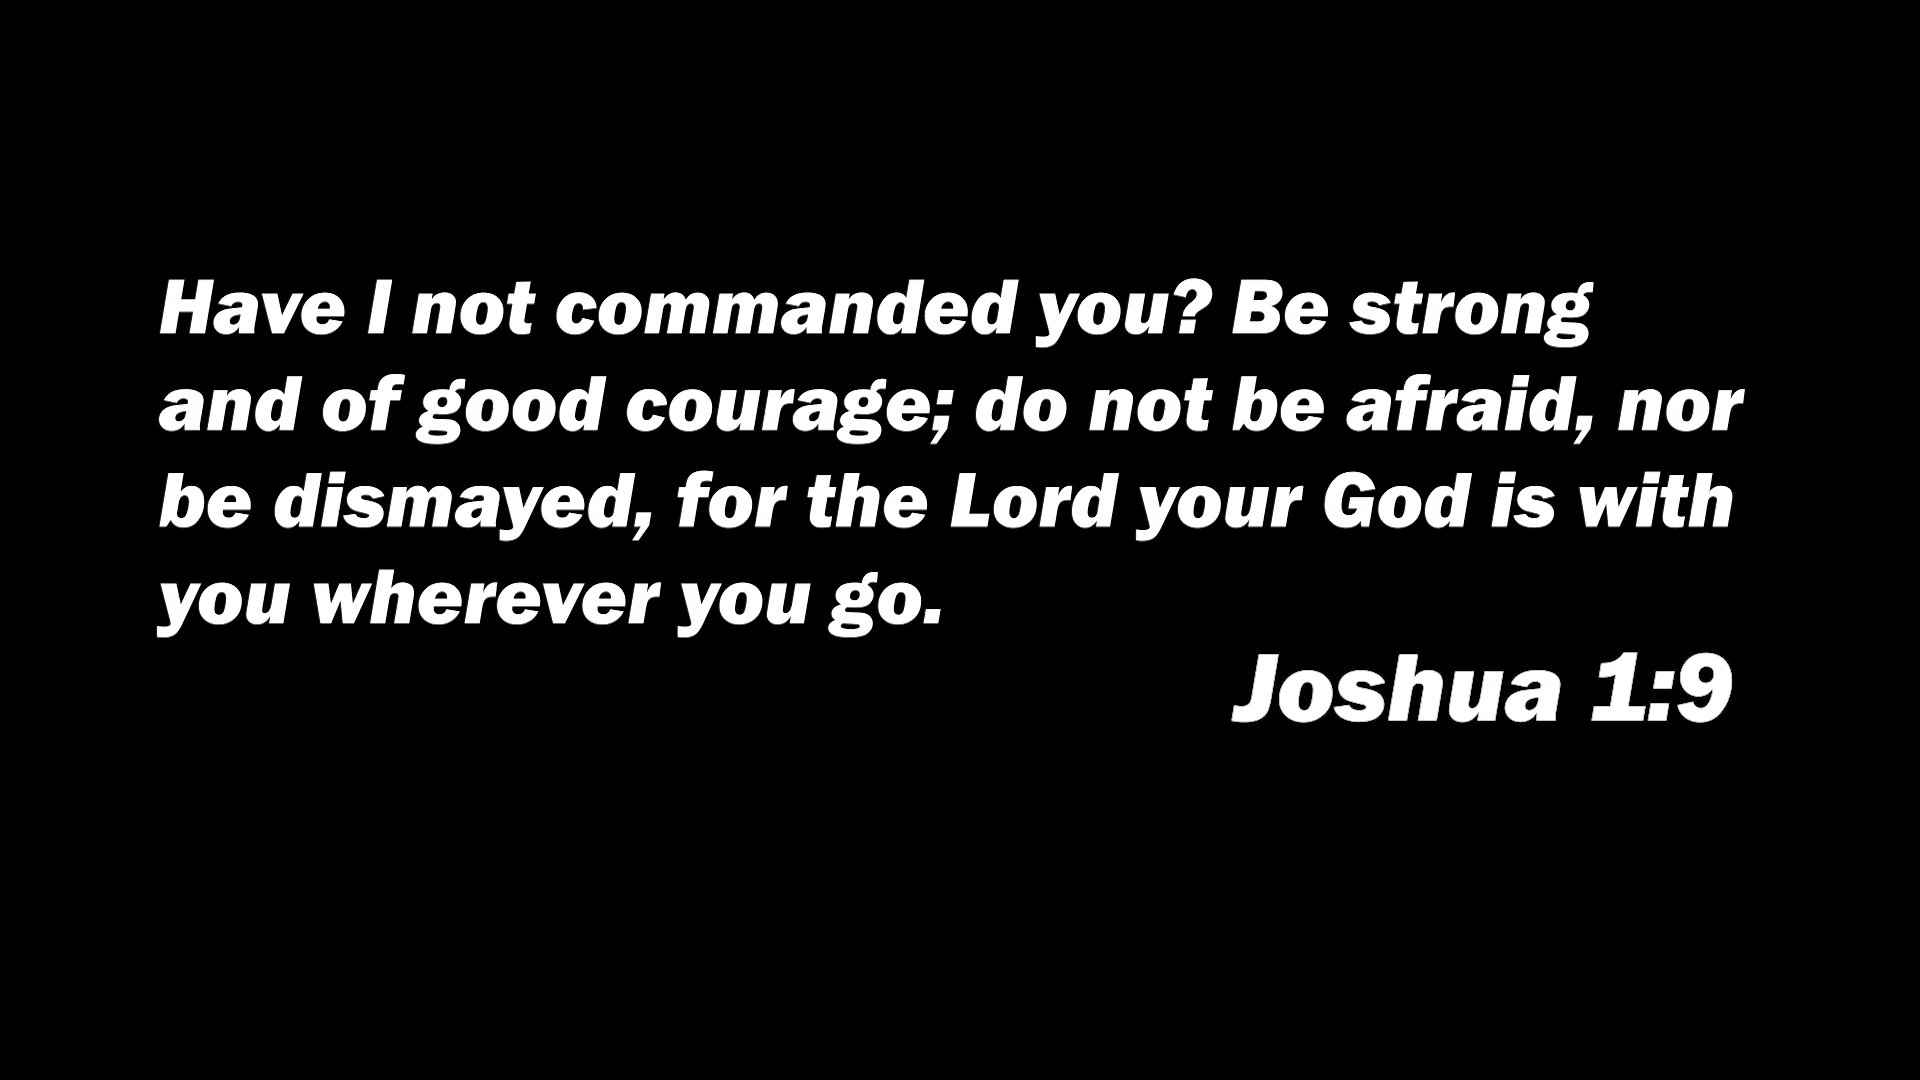 Have I not commanded you? Be strong
and of good courage; do not be afraid, nor
be dismayed, for the Lord your God is with
you wherever you go.
Joshua 1:9